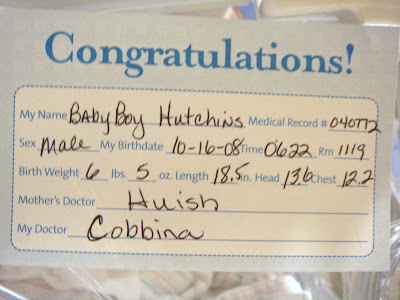 Congratulations!
My Name BabyBoy Hutchins Medical Record # 040772
Sex Male My Birthdate 10-16-08 Time 0622 Rm 1119
Birth Weight 6 lbs. 5 oz. Length 18.5 in. Head 13.6 Chest 12.2
Mother's Doctor Huish
My Doctor Cobbina